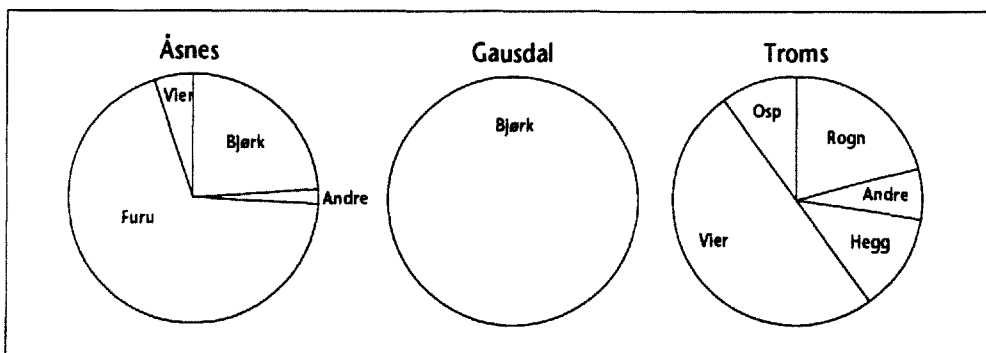 Åsnes
Vier
Bjørk
Andre
Furu
Gausdal
Bjørk
Troms
Osp
Rogn
Andre
Hegg
Vier